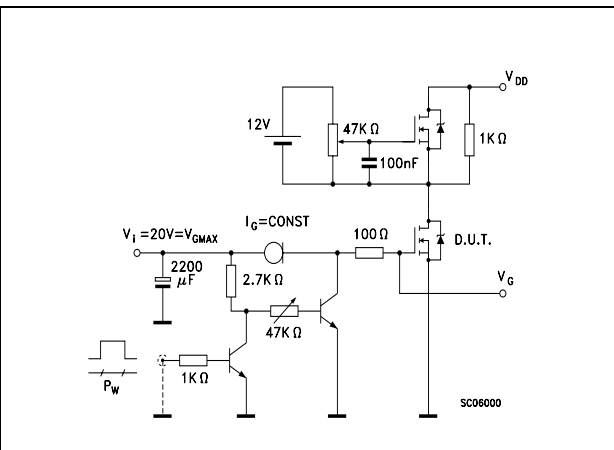 V_DD
12V
47KΩ
1KΩ
100nF
I_G=CONST
V_i =20V=V_GMAX
100Ω
D.U.T.
2200
μF
2.7KΩ
V_G
47KΩ
1KΩ
P_W
SC06000